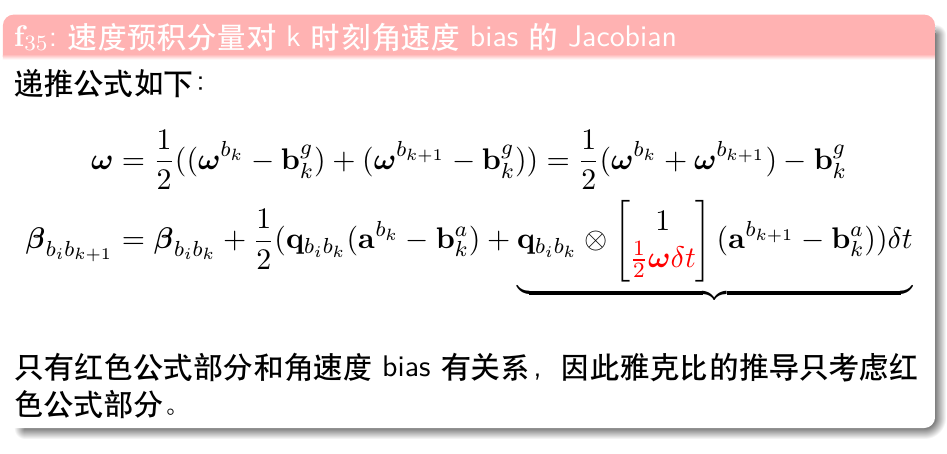 f₃₅: 速度预积分量对 k 时刻角速度 bias 的 Jacobian
递推公式如下:
$\boldsymbol{\omega} = \frac{1}{2}((\boldsymbol{\omega}^{b_k} - \mathbf{b}_k^g) + (\boldsymbol{\omega}^{b_{k+1}} - \mathbf{b}_k^g)) = \frac{1}{2}(\boldsymbol{\omega}^{b_k} + \boldsymbol{\omega}^{b_{k+1}}) - \mathbf{b}_k^g$
$\boldsymbol{\beta}_{b_i b_{k+1}} = \boldsymbol{\beta}_{b_i b_k} + \frac{1}{2}(\mathbf{q}_{b_i b_k}(\mathbf{a}^{b_k} - \mathbf{b}_k^a) + \underbrace{\mathbf{q}_{b_i b_k} \otimes \begin{bmatrix} 1 \\ \frac{1}{2}\boldsymbol{\omega}\delta t \end{bmatrix} (\mathbf{a}^{b_{k+1}} - \mathbf{b}_k^a))\delta t}$
只有红色公式部分和角速度 bias 有关系，因此雅克比的推导只考虑红
色公式部分。